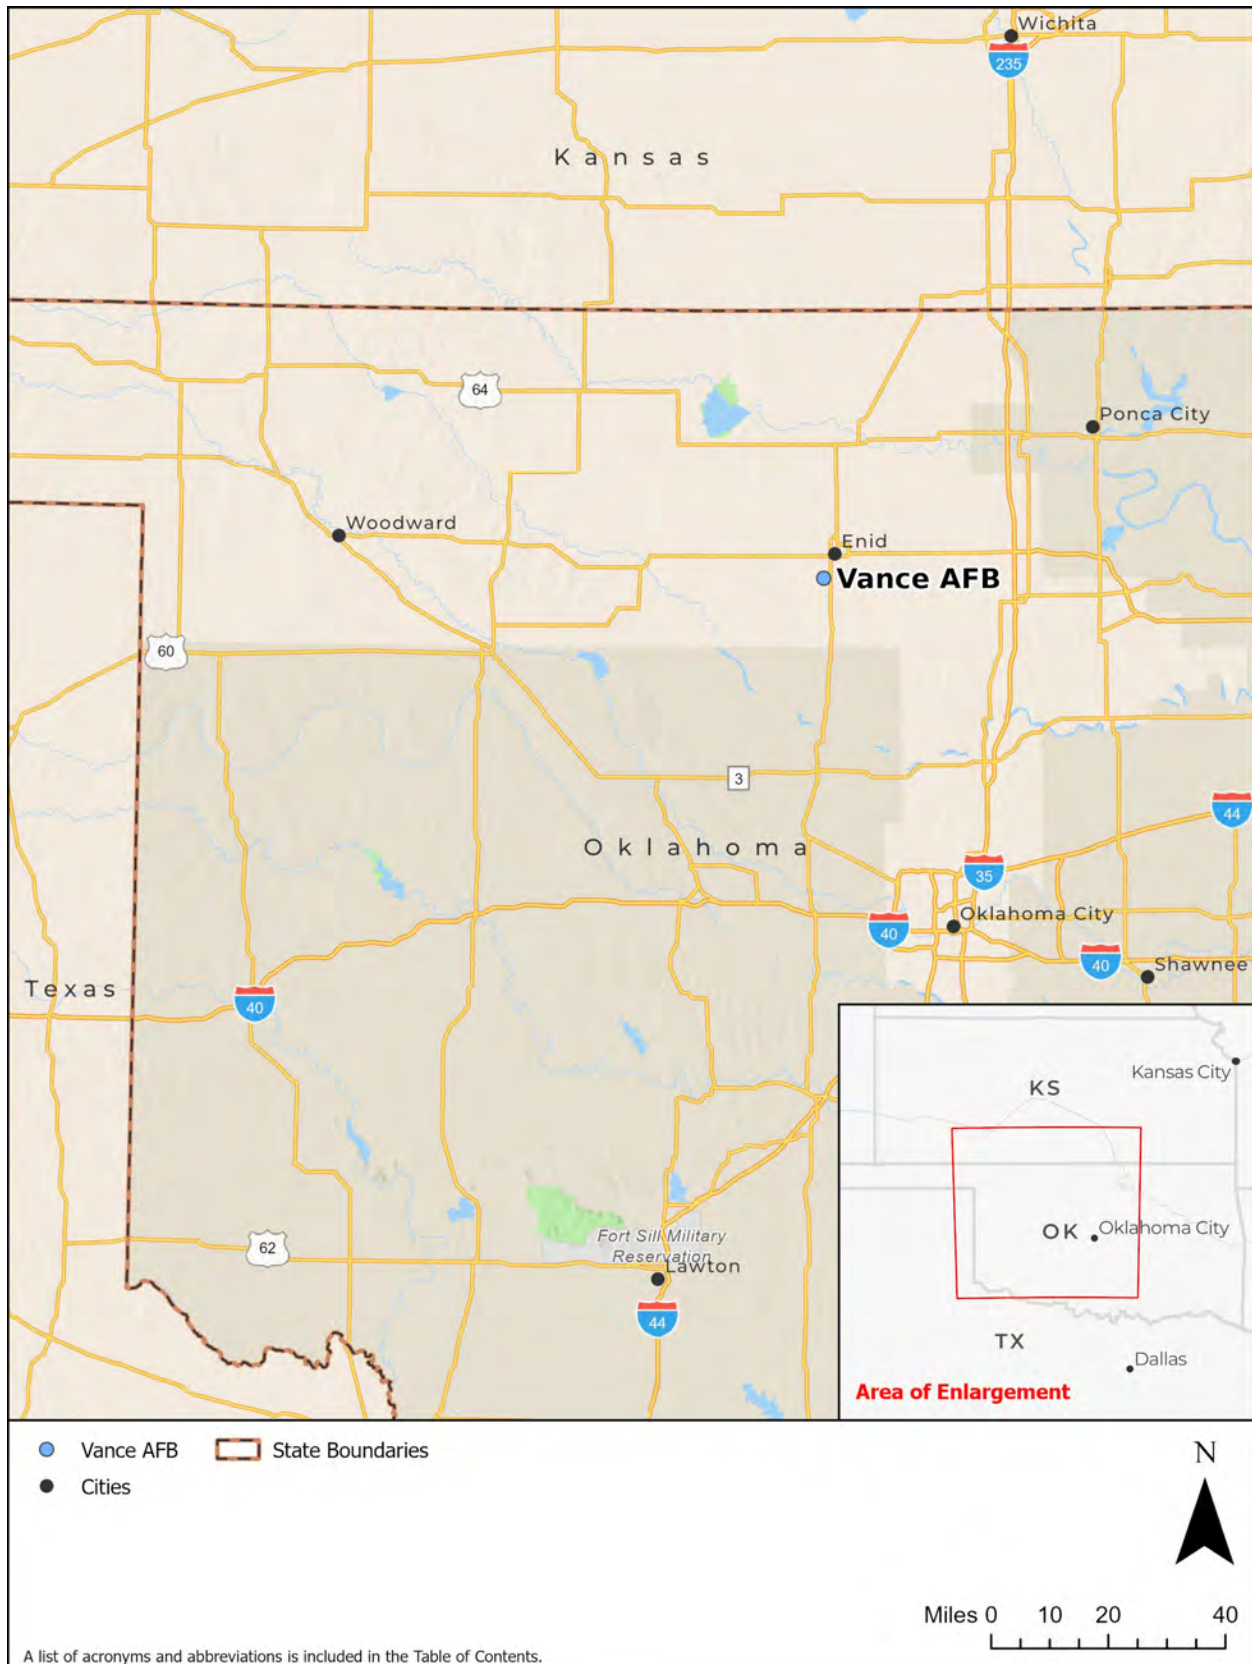 Wichita
235
Kansas
64
Ponca City
Woodward
Enid
Vance AFB
60
3
44
Oklahoma
35
Oklahoma City
40
40
Shawnee
Texas
40
Kansas City
KS
OK
Oklahoma City
62
Fort Sill Military
Reservation
Lawton
44
TX
Dallas
Area of Enlargement
Vance AFB
State Boundaries
Cities
N
Miles 0 10 20 40
A list of acronyms and abbreviations is included in the Table of Contents.